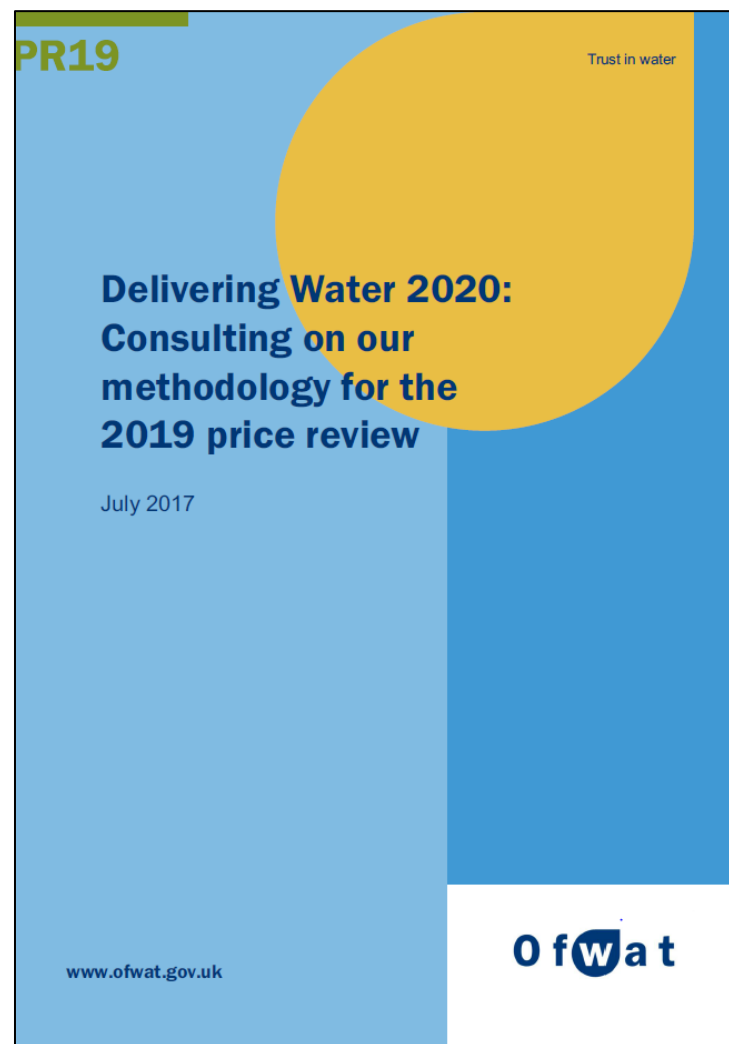 PR19
Trust in water
Delivering Water 2020:
Consulting on our
methodology for the
2019 price review
July 2017
www.ofwat.gov.uk
Ofwat